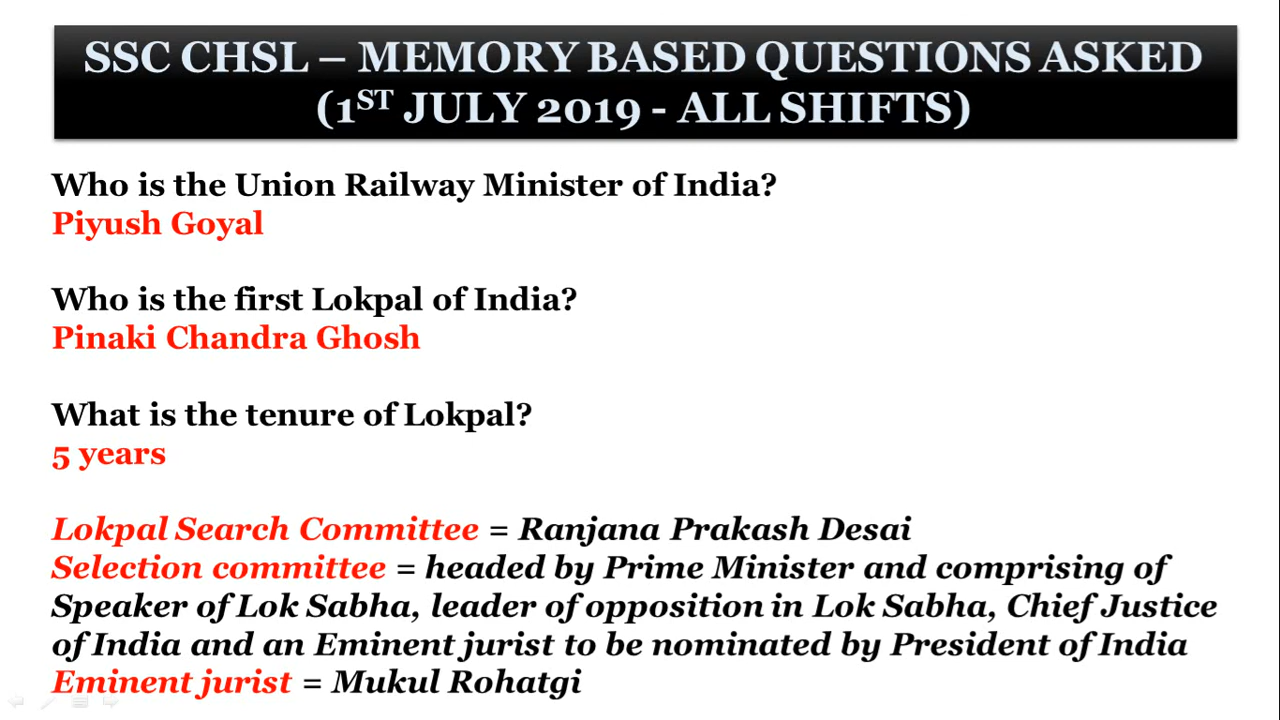 SSC CHSL – MEMORY BASED QUESTIONS ASKED
(1ST JULY 2019 - ALL SHIFTS)
Who is the Union Railway Minister of India?
Piyush Goyal
Who is the first Lokpal of India?
Pinaki Chandra Ghosh
What is the tenure of Lokpal?
5 years
Lokpal Search Committee = Ranjana Prakash Desai
Selection committee = headed by Prime Minister and comprising of
Speaker of Lok Sabha, leader of opposition in Lok Sabha, Chief Justice
of India and an Eminent jurist to be nominated by President of India
Eminent jurist = Mukul Rohatgi